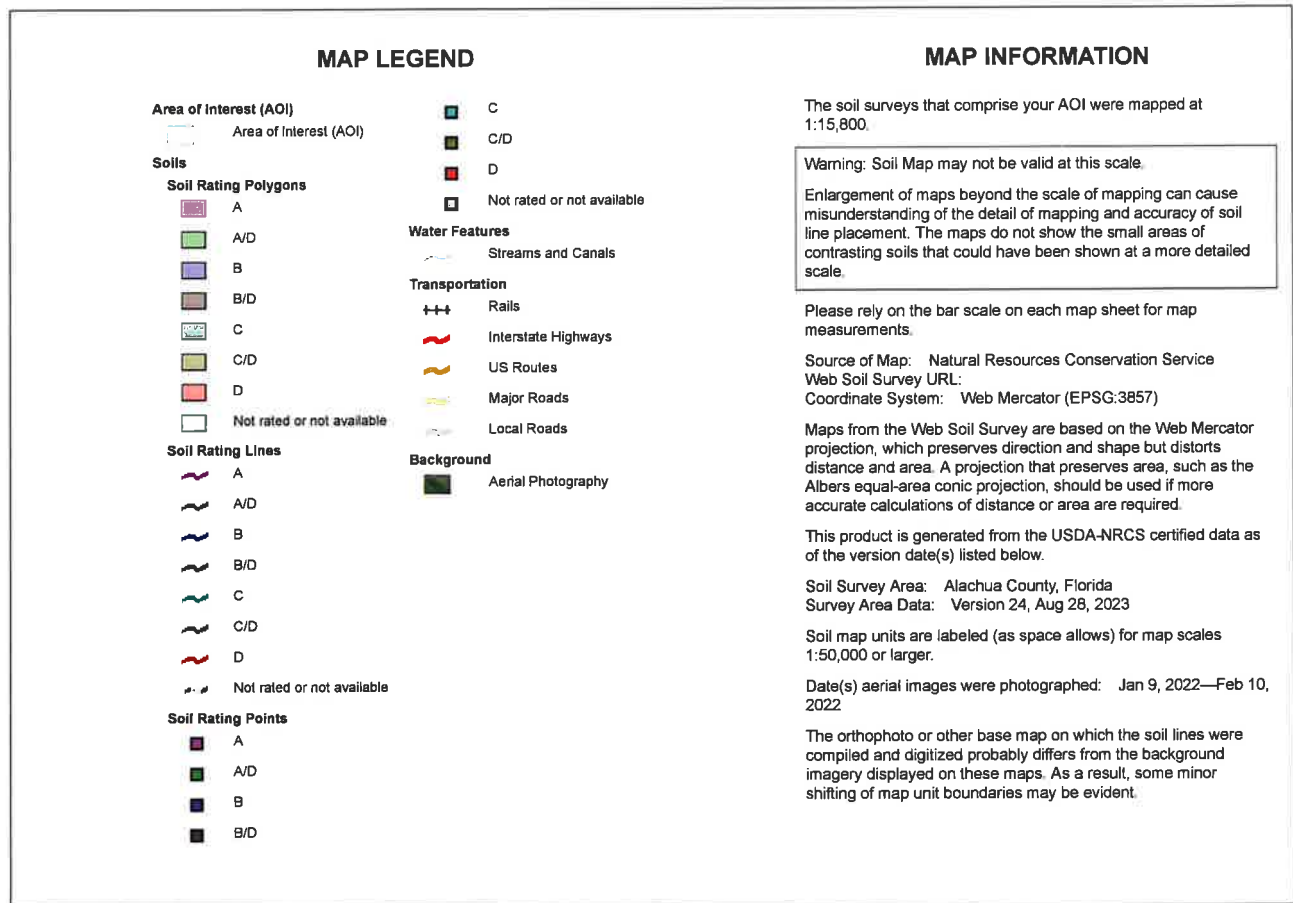 MAP LEGEND
Area of Interest (AOI)
Area of Interest (AOI)
Soils
Soil Rating Polygons
A
A/D
B
B/D
C
C/D
D
Not rated or not available
Soil Rating Lines
A
A/D
B
B/D
C
C/D
D
Not rated or not available
Soil Rating Points
A
A/D
B
B/D
C
C/D
D
Not rated or not available
Water Features
Streams and Canals
Transportation
Rails
Interstate Highways
US Routes
Major Roads
Local Roads
Background
Aerial Photography
MAP INFORMATION
The soil surveys that comprise your AOI were mapped at
1:15,800.
Warning: Soil Map may not be valid at this scale.
Enlargement of maps beyond the scale of mapping can cause
misunderstanding of the detail of mapping and accuracy of soil
line placement. The maps do not show the small areas of
contrasting soils that could have been shown at a more detailed
scale.
Please rely on the bar scale on each map sheet for map
measurements.
Source of Map: Natural Resources Conservation Service
Web Soil Survey URL:
Coordinate System: Web Mercator (EPSG:3857)
Maps from the Web Soil Survey are based on the Web Mercator
projection, which preserves direction and shape but distorts
distance and area. A projection that preserves area, such as the
Albers equal-area conic projection, should be used if more
accurate calculations of distance or area are required.
This product is generated from the USDA-NRCS certified data as
of the version date(s) listed below.
Soil Survey Area: Alachua County, Florida
Survey Area Data: Version 24, Aug 28, 2023
Soil map units are labeled (as space allows) for map scales
1:50,000 or larger.
Date(s) aerial images were photographed: Jan 9, 2022—Feb 10,
2022
The orthophoto or other base map on which the soil lines were
compiled and digitized probably differs from the background
imagery displayed on these maps. As a result, some minor
shifting of map unit boundaries may be evident.